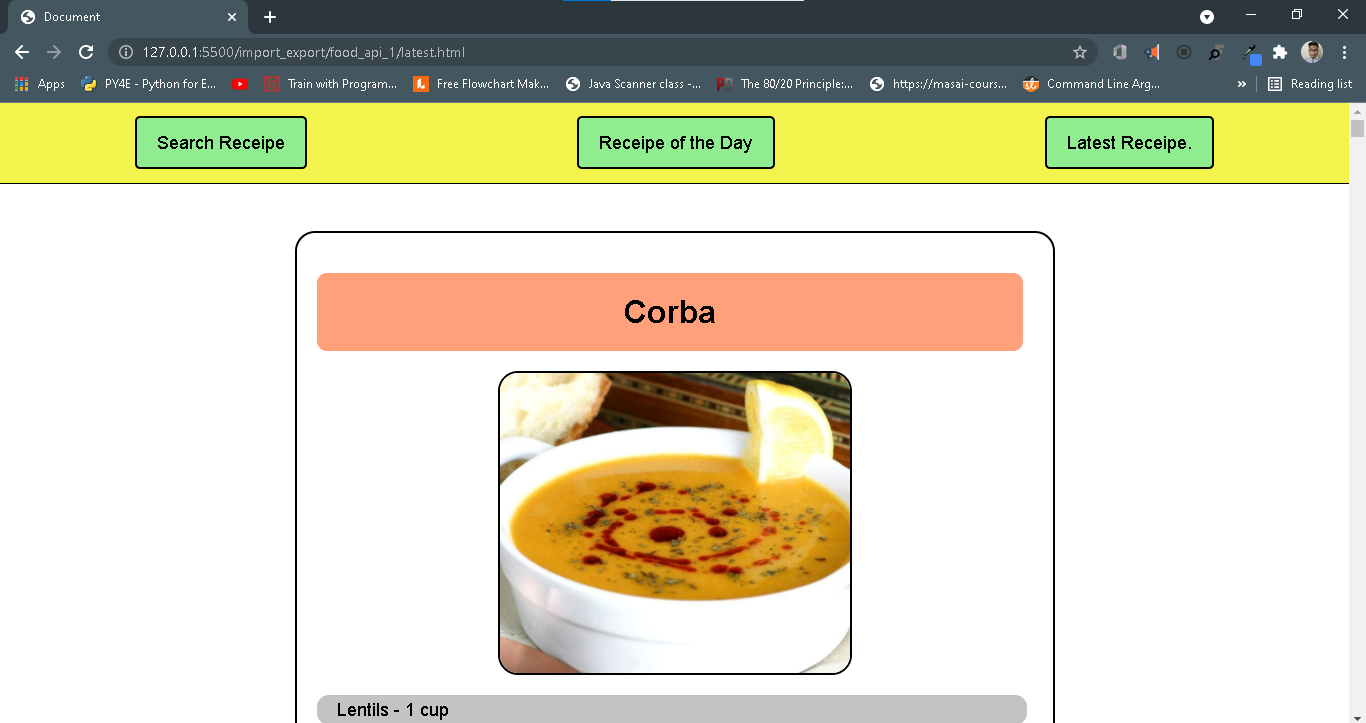 Document
127.0.0.1:5500/import_export/food_api_1/latest.html
Apps PY4E - Python for E... Train with Program... Free Flowchart Mak... Java Scanner class -... The 80/20 Principle:... https://masai-cours... Command Line Arg... » Reading list
Search Receipe Receipe of the Day Latest Receipe.
Corba
Lentils - 1 cup